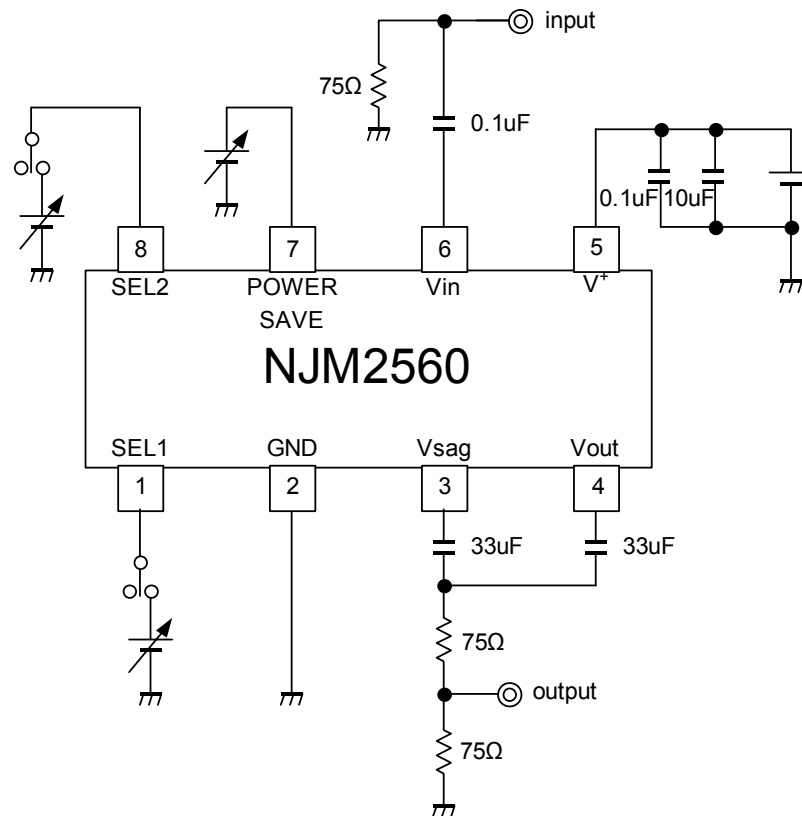 input
75Ω
0.1uF
0.1uF 10uF
8
7
6
5
SEL2
POWER
SAVE
Vin
V+
NJM2560
SEL1
GND
Vsag
Vout
1
2
3
4
33uF
33uF
75Ω
output
75Ω